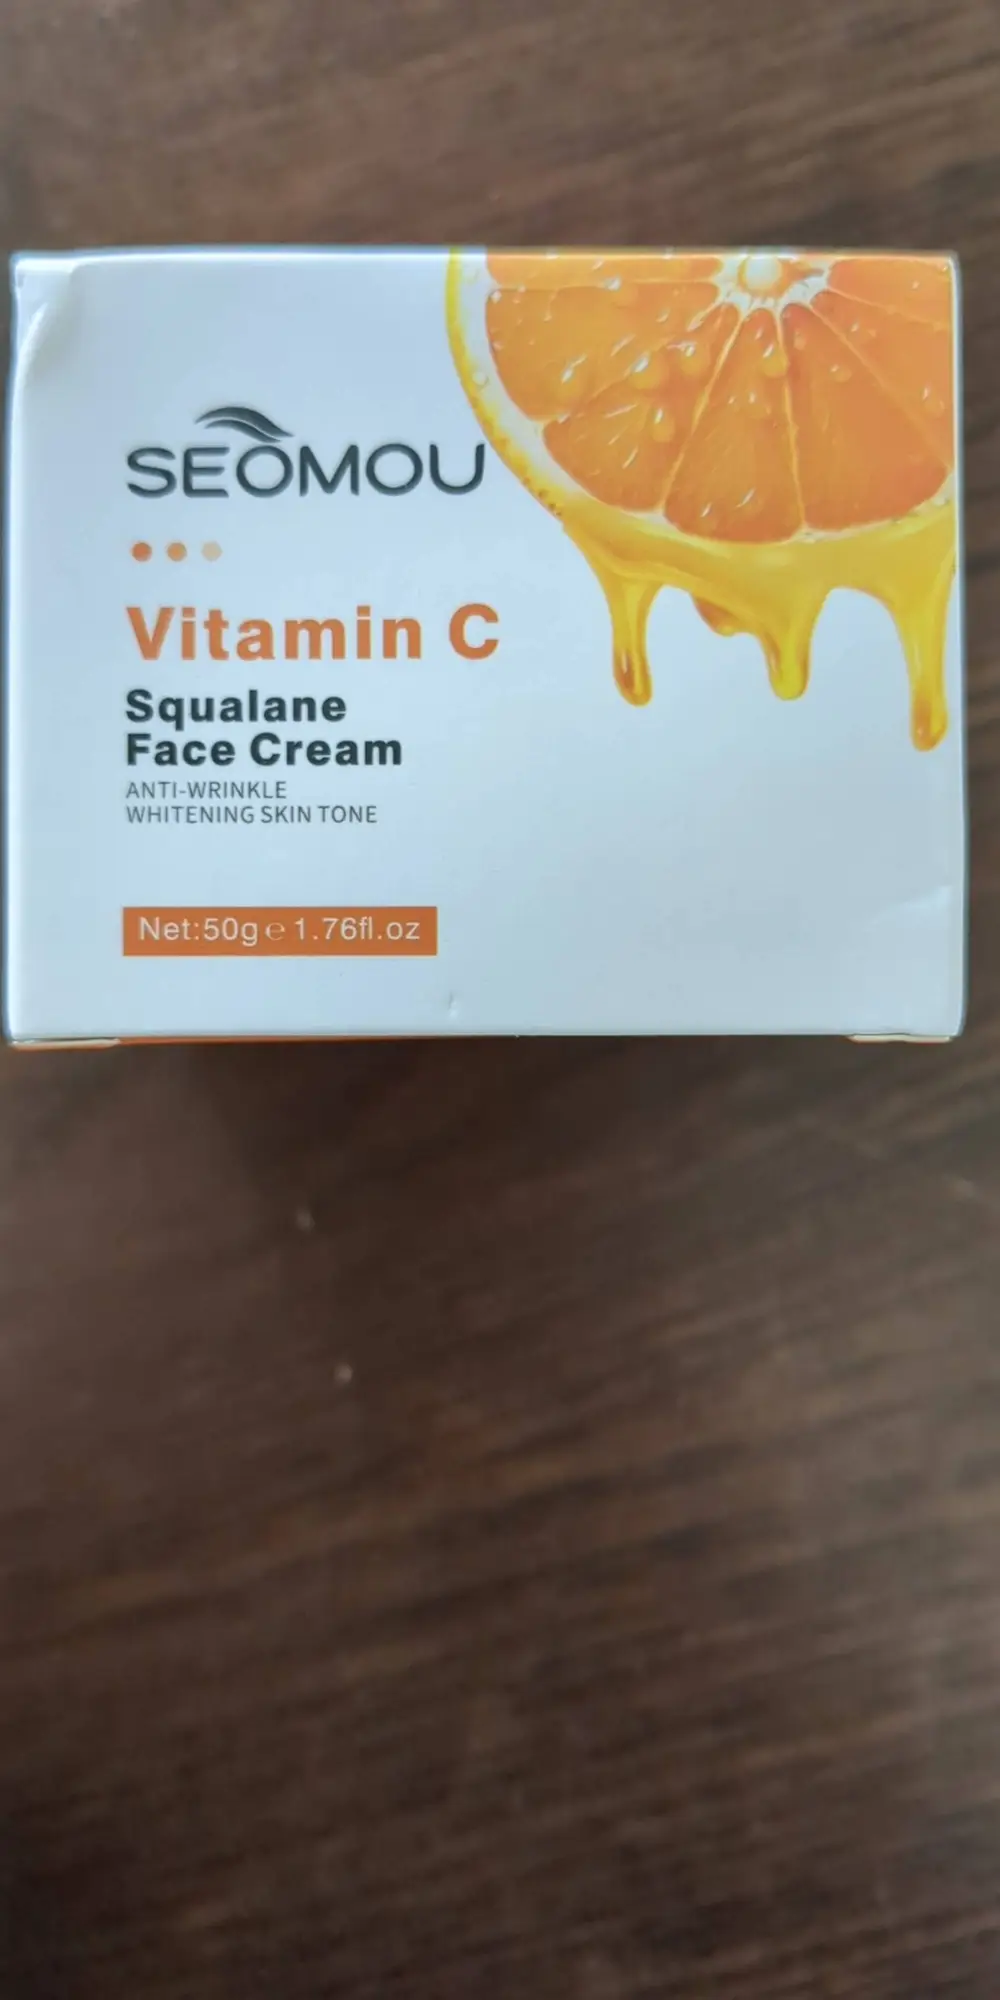 SEOMOU
Vitamin C
Squalane
Face Cream
ANTI-WRINKLE
WHITENING SKIN TONE
Net:50g℮1.76fl.oz